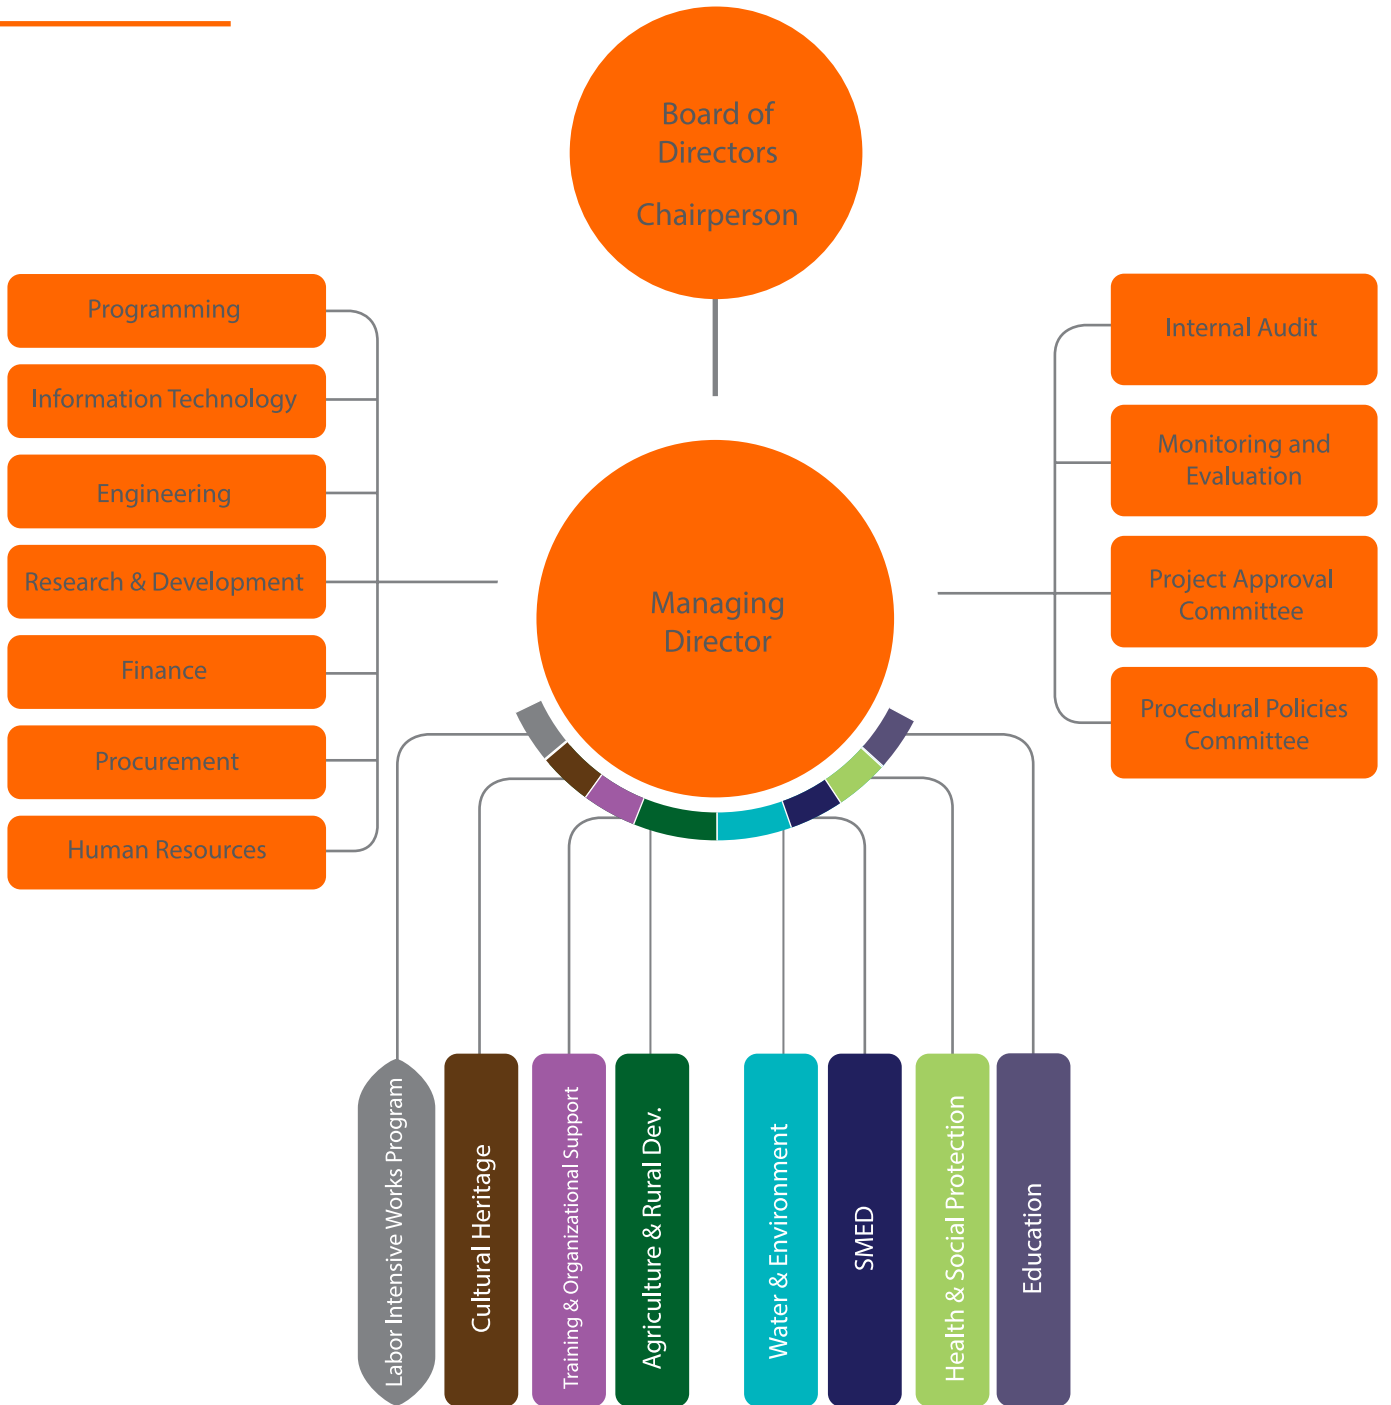 Board of
Directors
Chairperson
Programming
Information Technology
Engineering
Research & Development
Finance
Procurement
Human Resources
Managing
Director
Internal Audit
Monitoring and
Evaluation
Project Approval
Committee
Procedural Policies
Committee
Labor Intensive Works Program
Cultural Heritage
Training & Organizational Support
Agriculture & Rural Dev.
Water & Environment
SMED
Health & Social Protection
Education